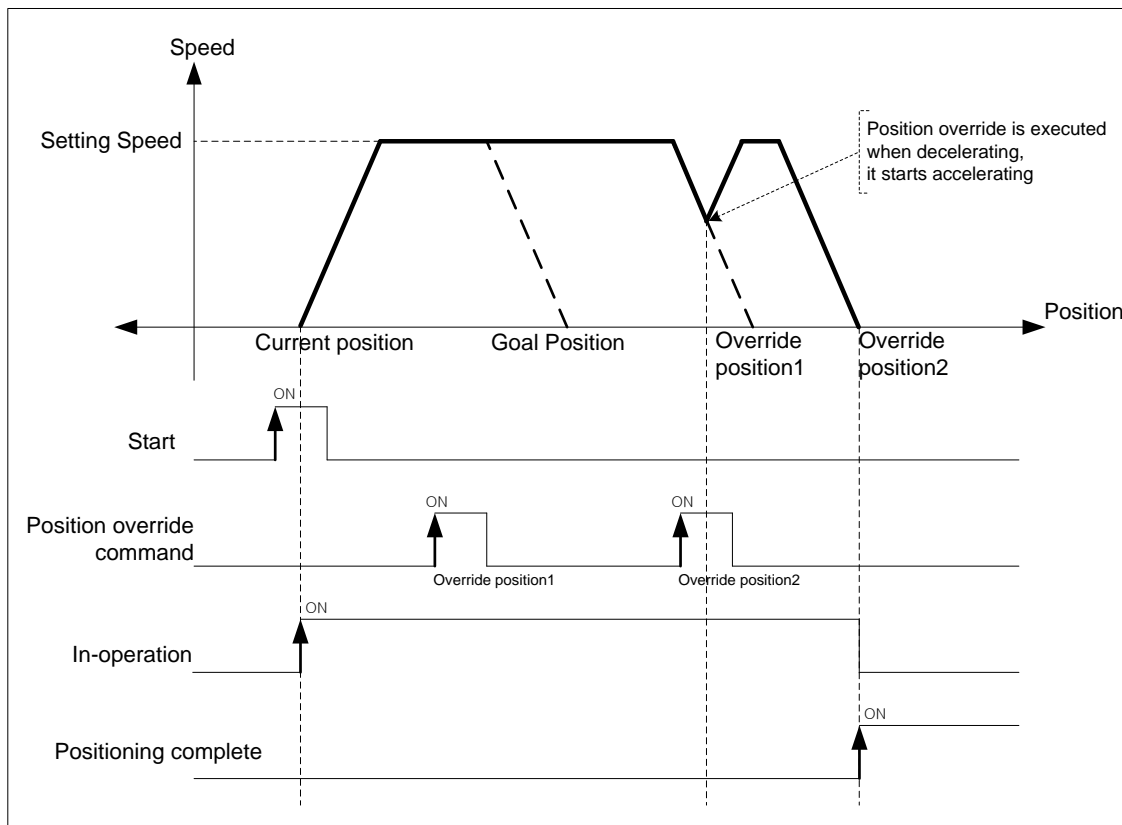 Speed
Setting Speed
Position override is executed
when decelerating,
it starts accelerating
Position
Current position
Goal Position
Override
position1
Override
position2
ON
Start
ON
ON
Position override
command
Override position1
Override position2
ON
In-operation
ON
Positioning complete